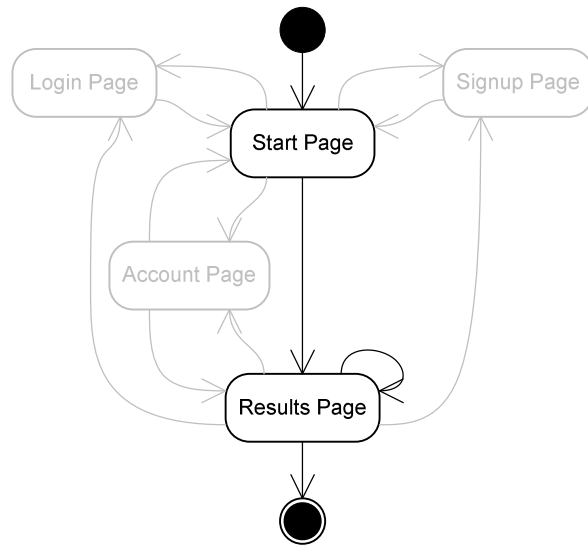 Login Page
Signup Page
Start Page
Account Page
Results Page